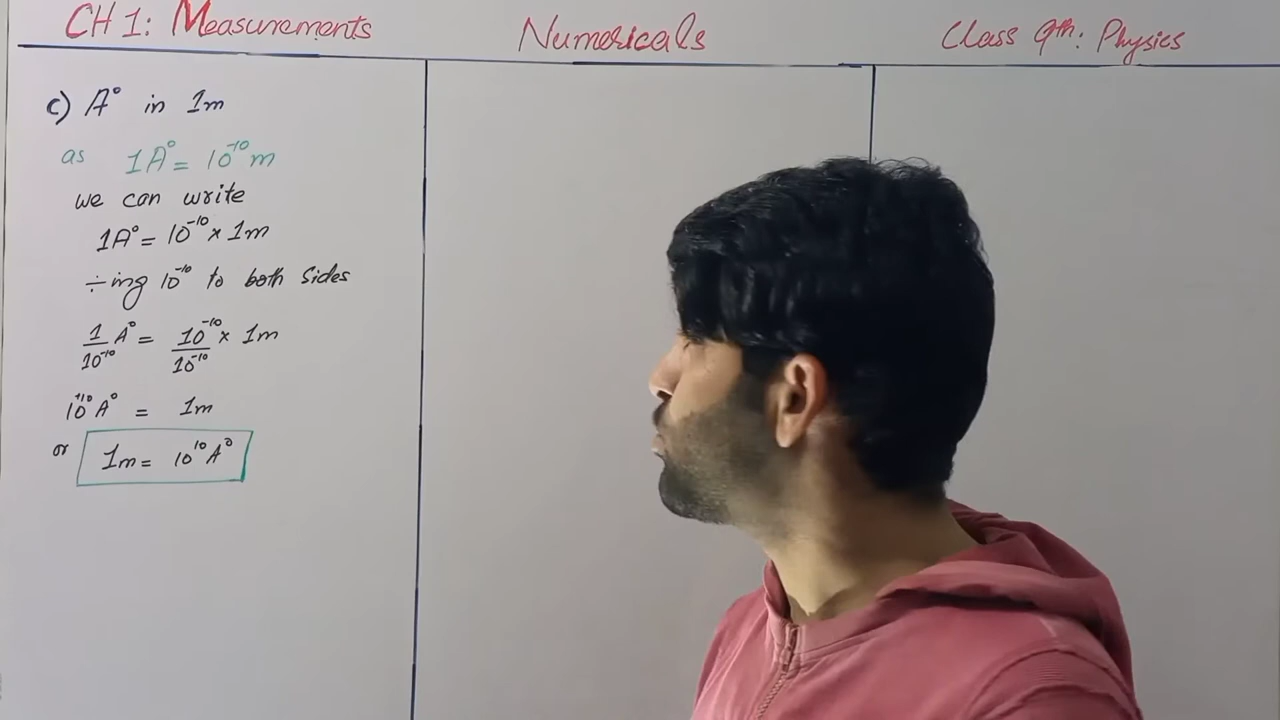 CH 1: Measurements
Numericals
Class 9th: Physics
c) A° in 1m
as 1A° = 10⁻¹⁰ m
we can write
1A° = 10⁻¹⁰ × 1m
÷ing 10⁻¹⁰ to both sides
1/10⁻¹⁰ A° = 10⁻¹⁰/10⁻¹⁰ × 1m
10⁺¹⁰ A° = 1m
or 1m = 10¹⁰ A°